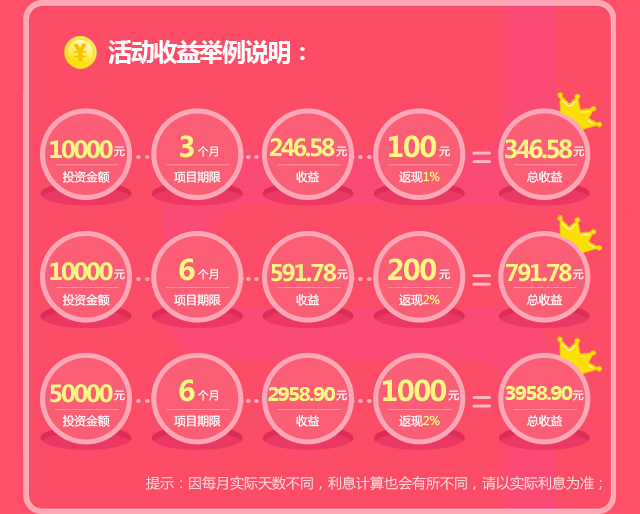 ¥ 活动收益举例说明：
10000元 3个月 246.58元 100元 = 346.58元
投资金额 项目期限 收益 返现1% 总收益
10000元 6个月 591.78元 200元 = 791.78元
投资金额 项目期限 收益 返现2% 总收益
50000元 6个月 2958.90元 1000元 = 3958.90元
投资金额 项目期限 收益 返现2% 总收益
提示：因每月实际天数不同，利息计算也会有所不同，请以实际利息为准；